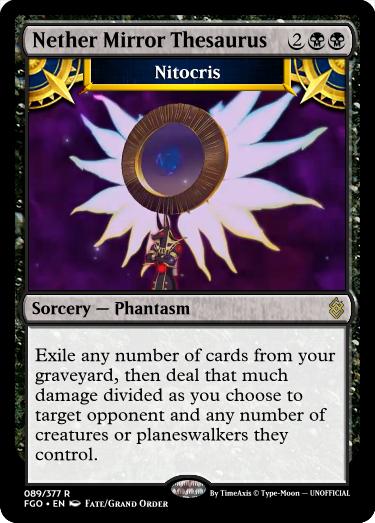 Nether Mirror Thesaurus 2
Nitocris
Sorcery — Phantasm
Exile any number of cards from your
graveyard, then deal that much
damage divided as you choose to
target opponent and any number of
creatures or planeswalkers they
control.
089/377 R
FGO • EN Fate/Grand Order
By TimeAxis © Type-Moon — UNOFFICIAL